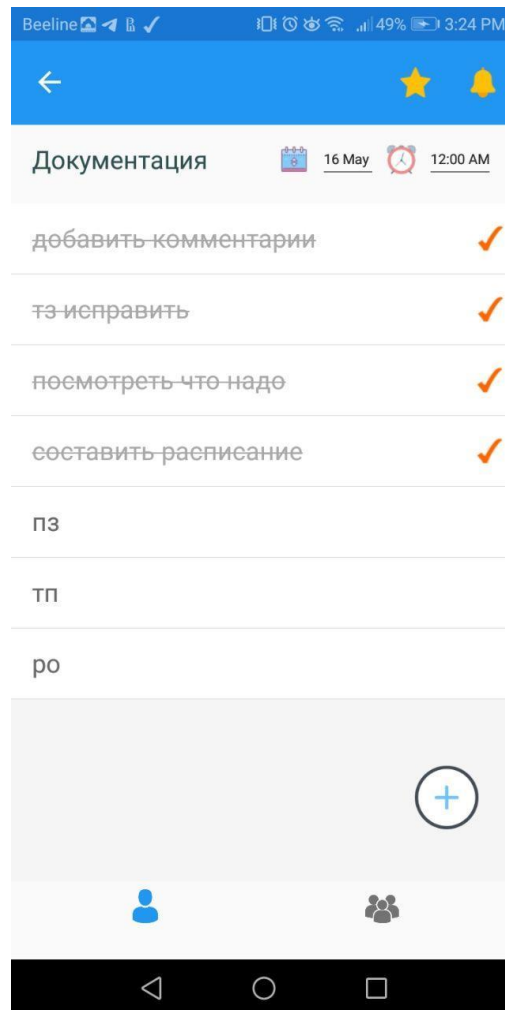 Beeline 49% 3:24 PM
Документация 16 May 12:00 AM
добавить комментарии
тз исправить
посмотреть что надо
составить расписание
пз
тп
ро